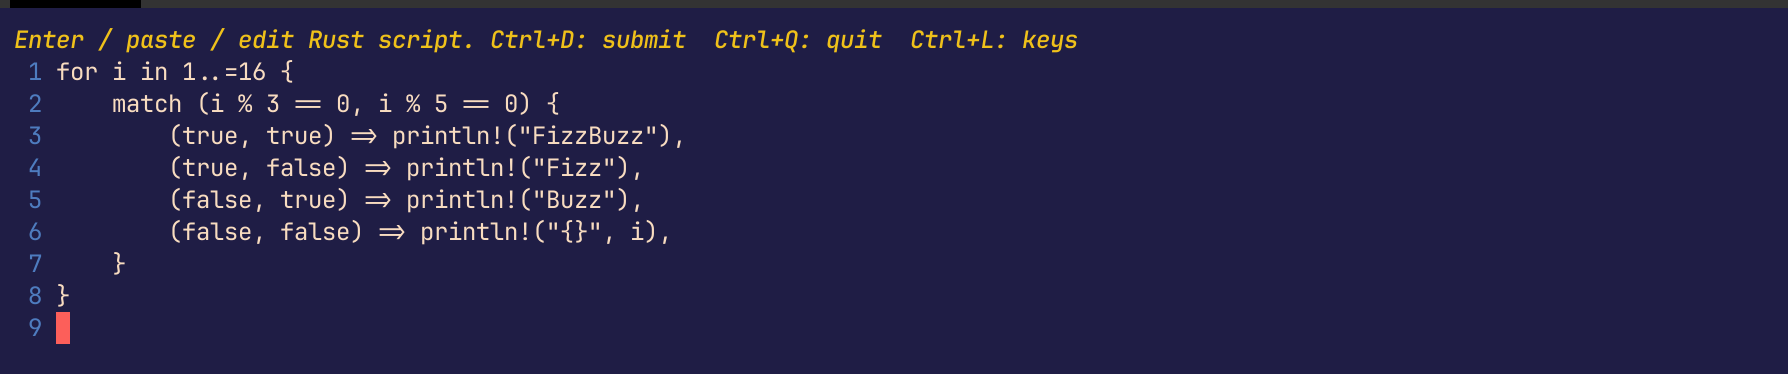 Enter / paste / edit Rust script. Ctrl+D: submit  Ctrl+Q: quit  Ctrl+L: keys
1 for i in 1..=16 {
2     match (i % 3 == 0, i % 5 == 0) {
3         (true, true) => println!("FizzBuzz"),
4         (true, false) => println!("Fizz"),
5         (false, true) => println!("Buzz"),
6         (false, false) => println!("{}", i),
7     }
8 }
9